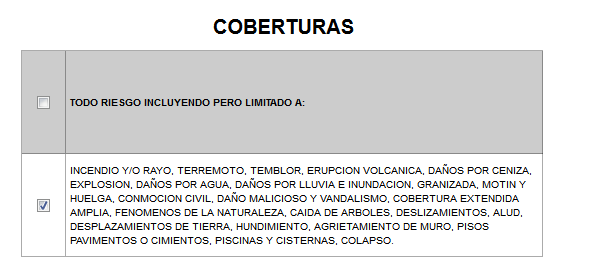 COBERTURAS
TODO RIESGO INCLUYENDO PERO LIMITADO A:
INCENDIO Y/O RAYO, TERREMOTO, TEMBLOR, ERUPCION VOLCANICA, DAÑOS POR CENIZA,
EXPLOSION, DAÑOS POR AGUA, DAÑOS POR LLUVIA E INUNDACION, GRANIZADA, MOTIN Y
HUELGA, CONMOCION CIVIL, DAÑO MALICIOSO Y VANDALISMO, COBERTURA EXTENDIDA
AMPLIA, FENOMENOS DE LA NATURALEZA, CAIDA DE ARBOLES, DESLIZAMIENTOS, ALUD,
DESPLAZAMIENTOS DE TIERRA, HUNDIMIENTO, AGRIETAMIENTO DE MURO, PISOS
PAVIMENTOS O CIMIENTOS, PISCINAS Y CISTERNAS, COLAPSO.